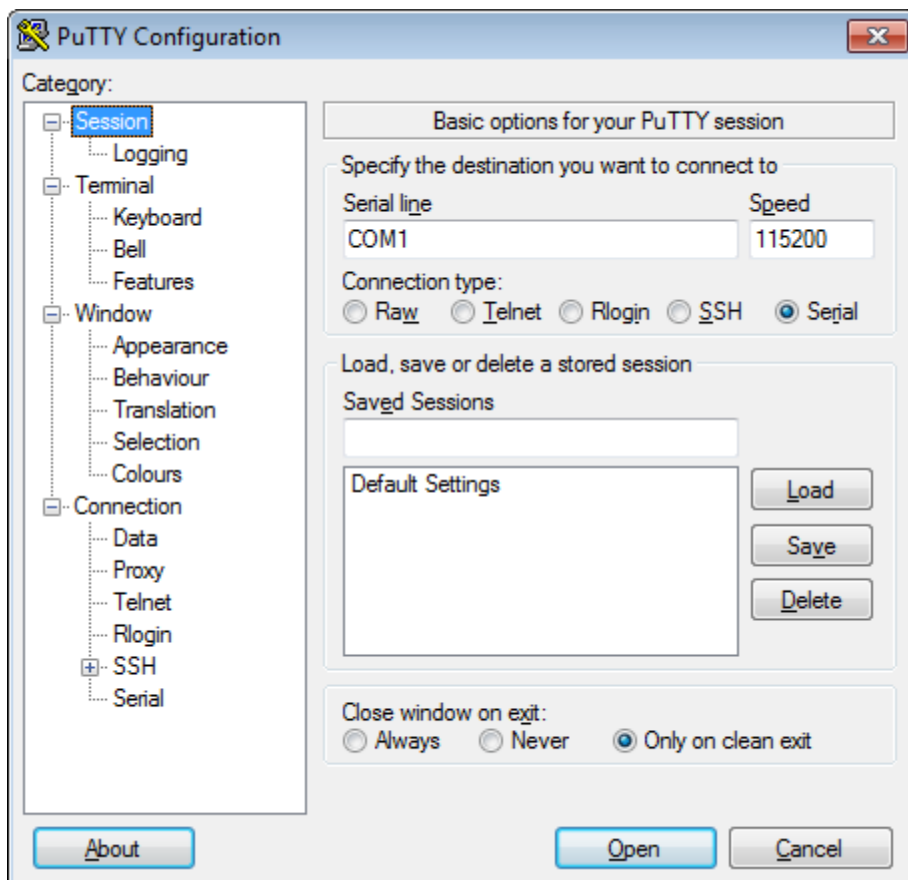 PuTTY Configuration
Category:
Session
Logging
Terminal
Keyboard
Bell
Features
Window
Appearance
Behaviour
Translation
Selection
Colours
Connection
Data
Proxy
Telnet
Rlogin
SSH
Serial
Basic options for your PuTTY session
Specify the destination you want to connect to
Serial line Speed
COM1 115200
Connection type:
Raw Telnet Rlogin SSH Serial
Load, save or delete a stored session
Saved Sessions
Default Settings
Load
Save
Delete
Close window on exit:
Always Never Only on clean exit
About Open Cancel